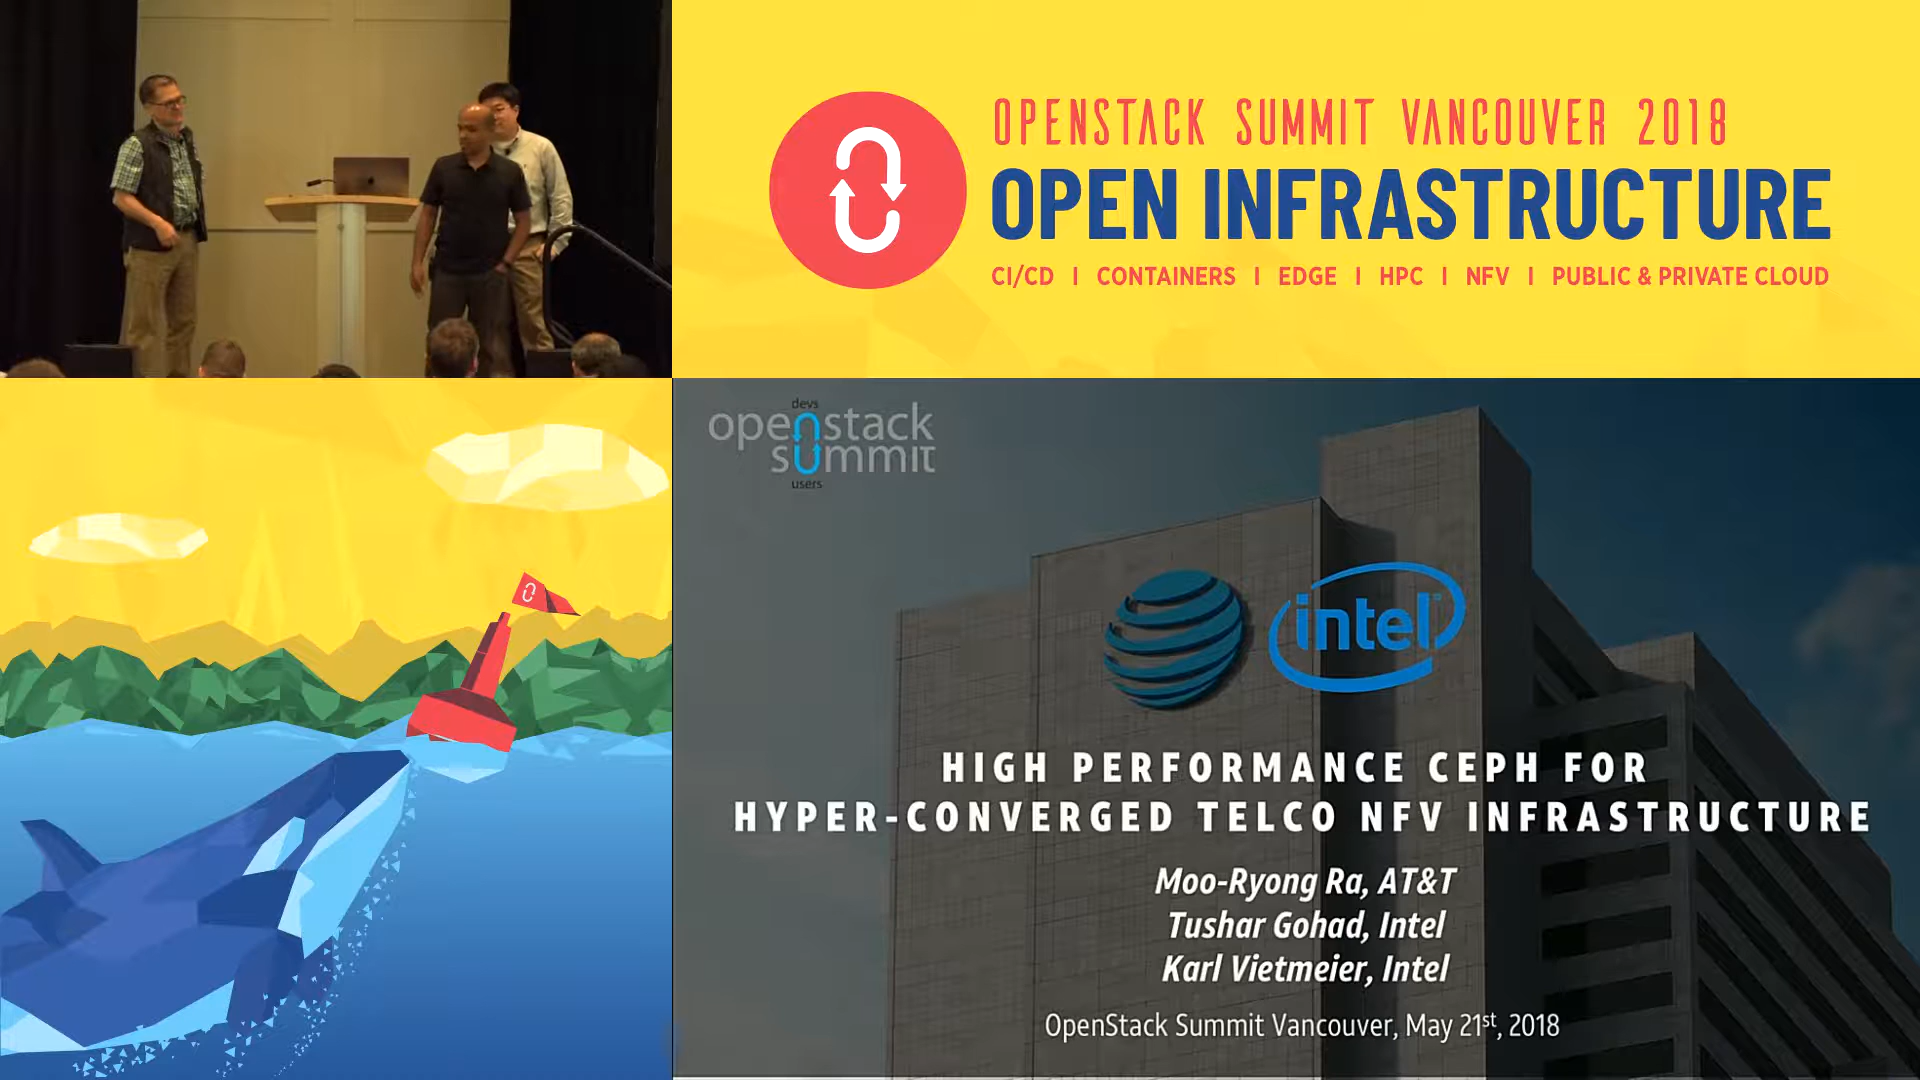 OPENSTACK SUMMIT VANCOUVER 2018
OPEN INFRASTRUCTURE
CI/CD | CONTAINERS | EDGE | HPC | NFV | PUBLIC & PRIVATE CLOUD
devs
openstack
summit
users
intel
HIGH PERFORMANCE CEPH FOR
HYPER-CONVERGED TELCO NFV INFRASTRUCTURE
Moo-Ryong Ra, AT&T
Tushar Gohad, Intel
Karl Vietmeier, Intel
OpenStack Summit Vancouver, May 21st, 2018